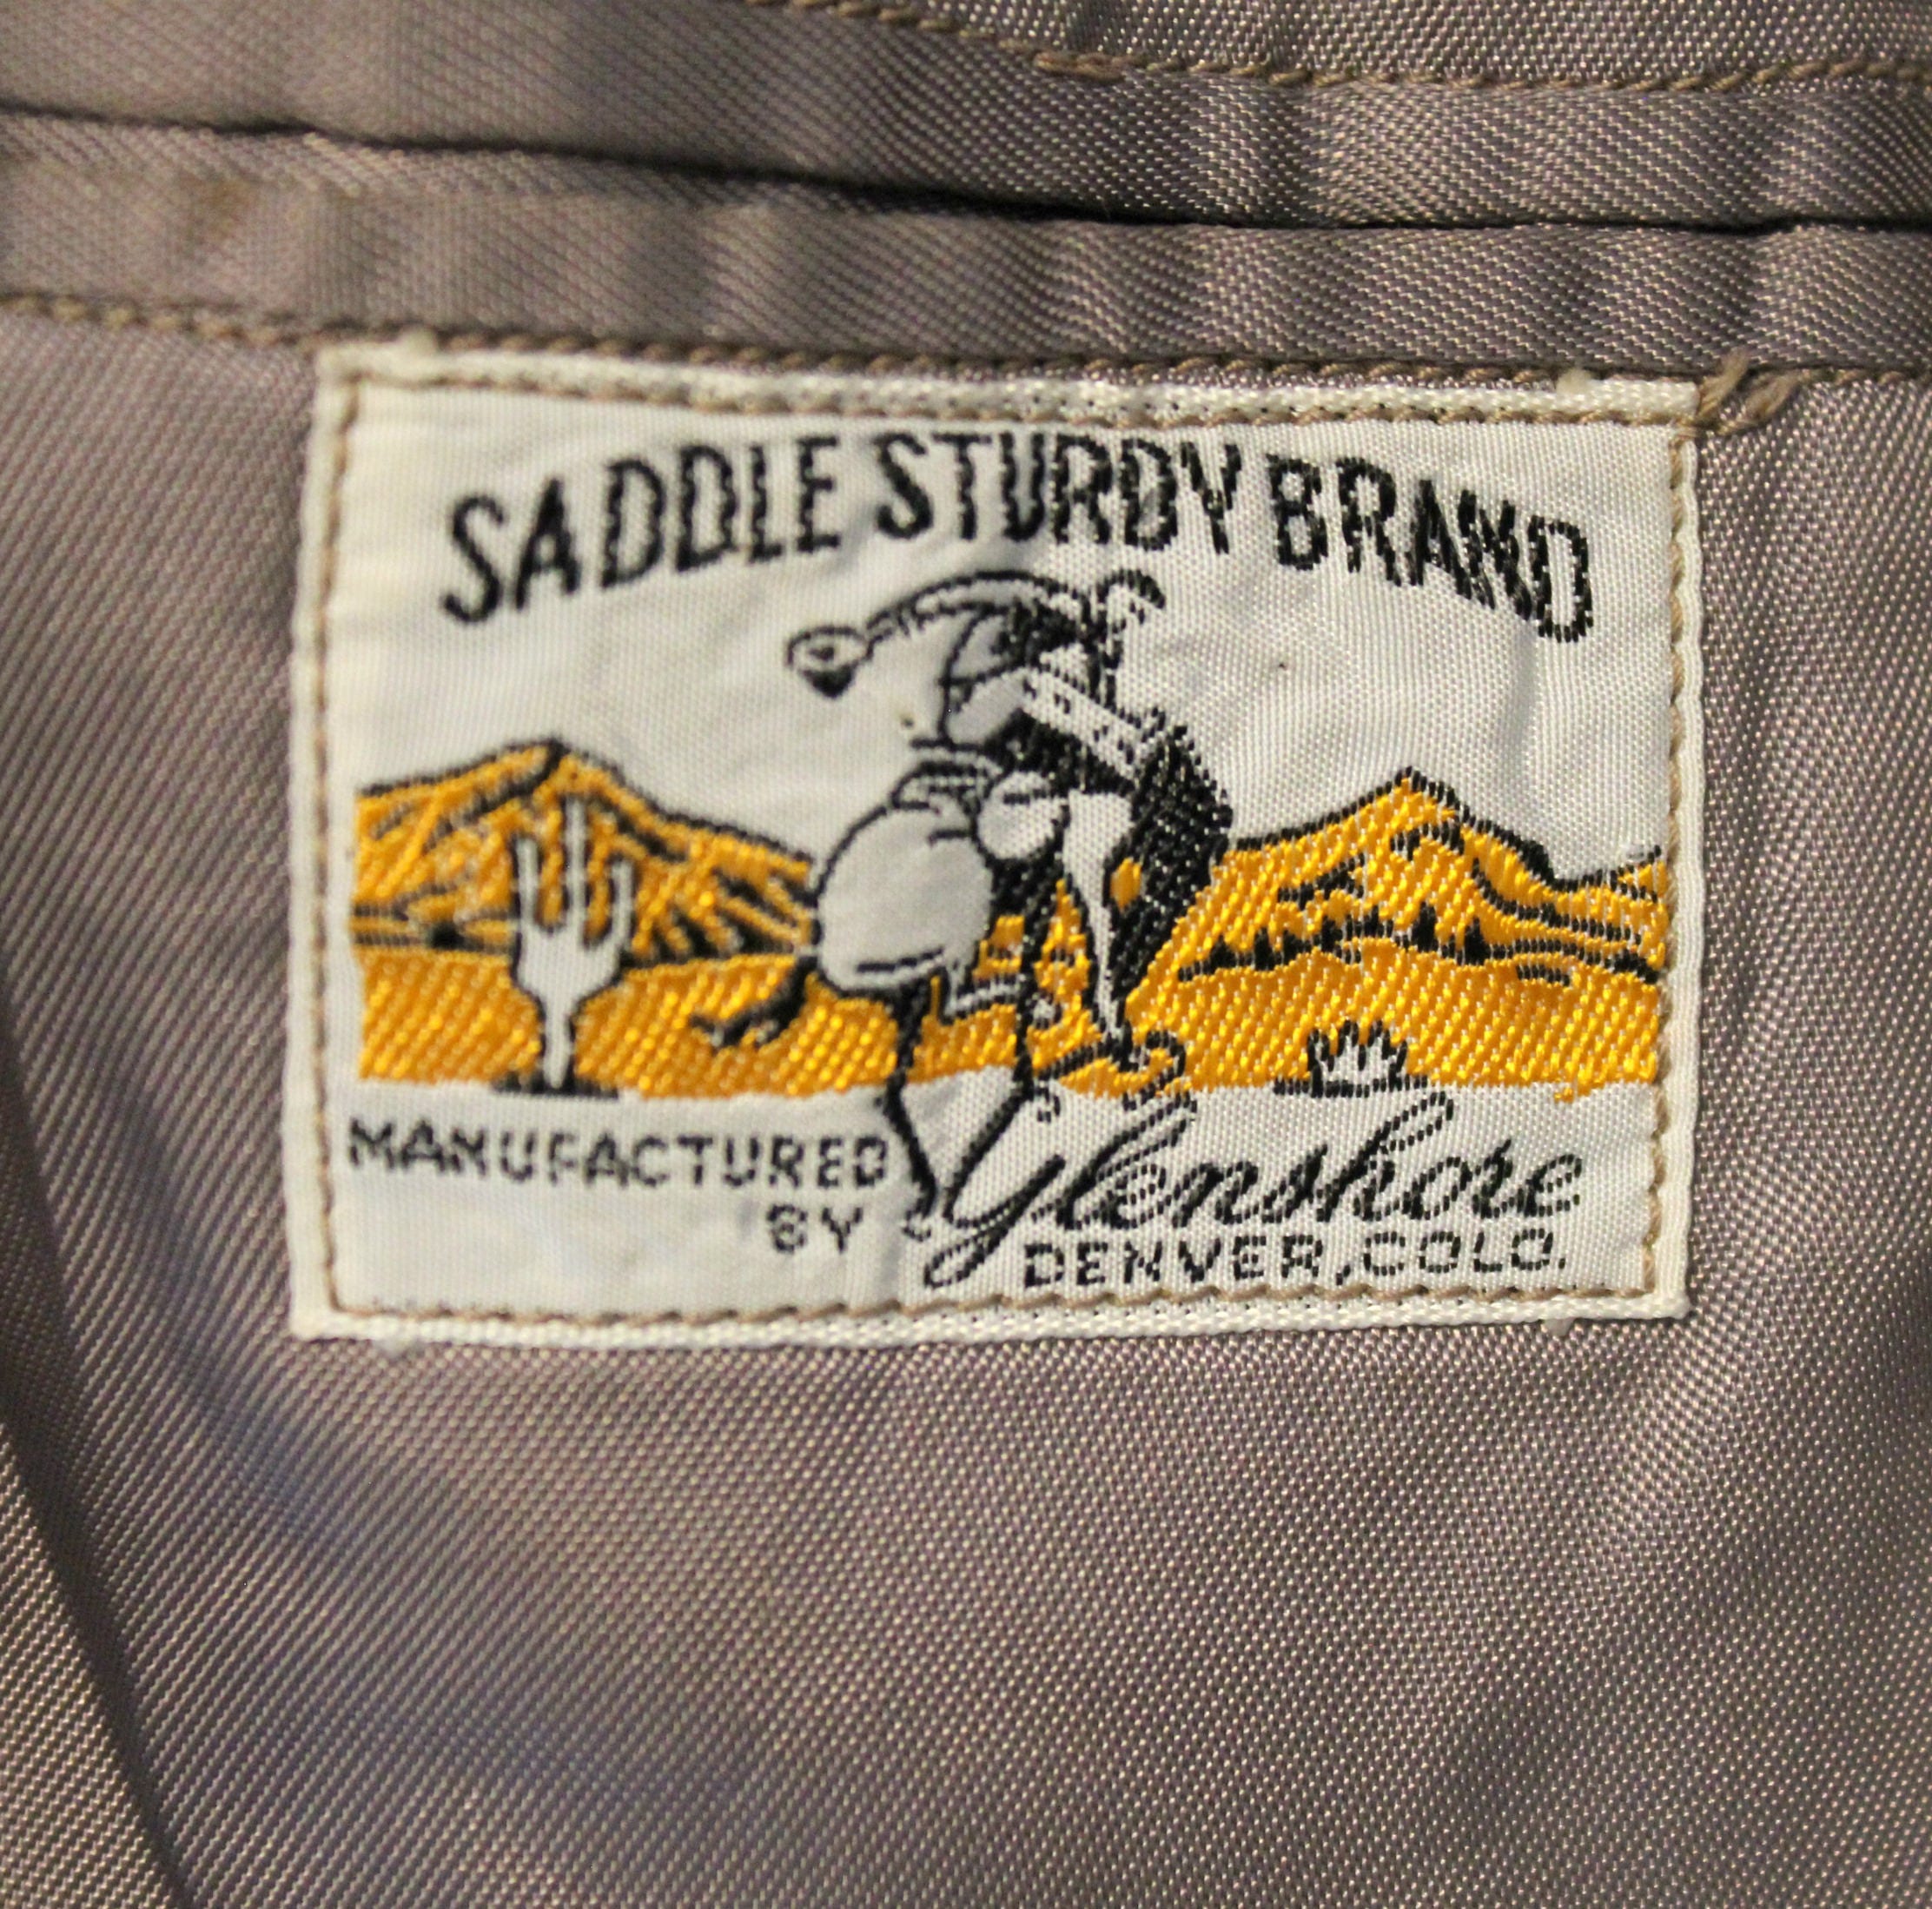 SADDLE STURDY BRAND
MANUFACTURED
BY Glenshore
DENVER, COLO.